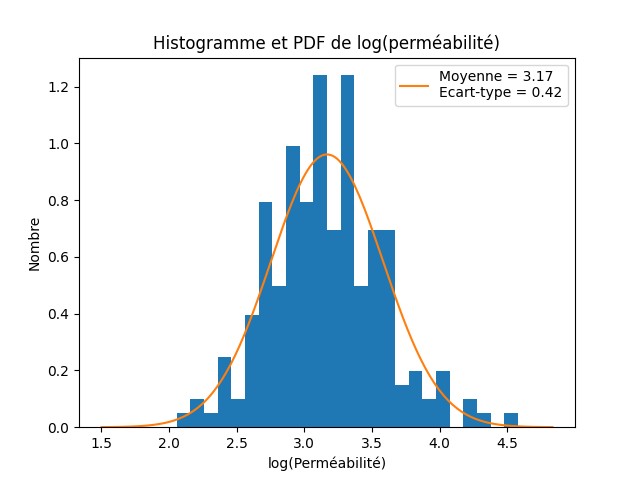 Histogramme et PDF de log(perméabilité)
Moyenne = 3.17
Ecart-type = 0.42
Nombre
1.2
1.0
0.8
0.6
0.4
0.2
0.0
1.5 2.0 2.5 3.0 3.5 4.0 4.5
log(Perméabilité)